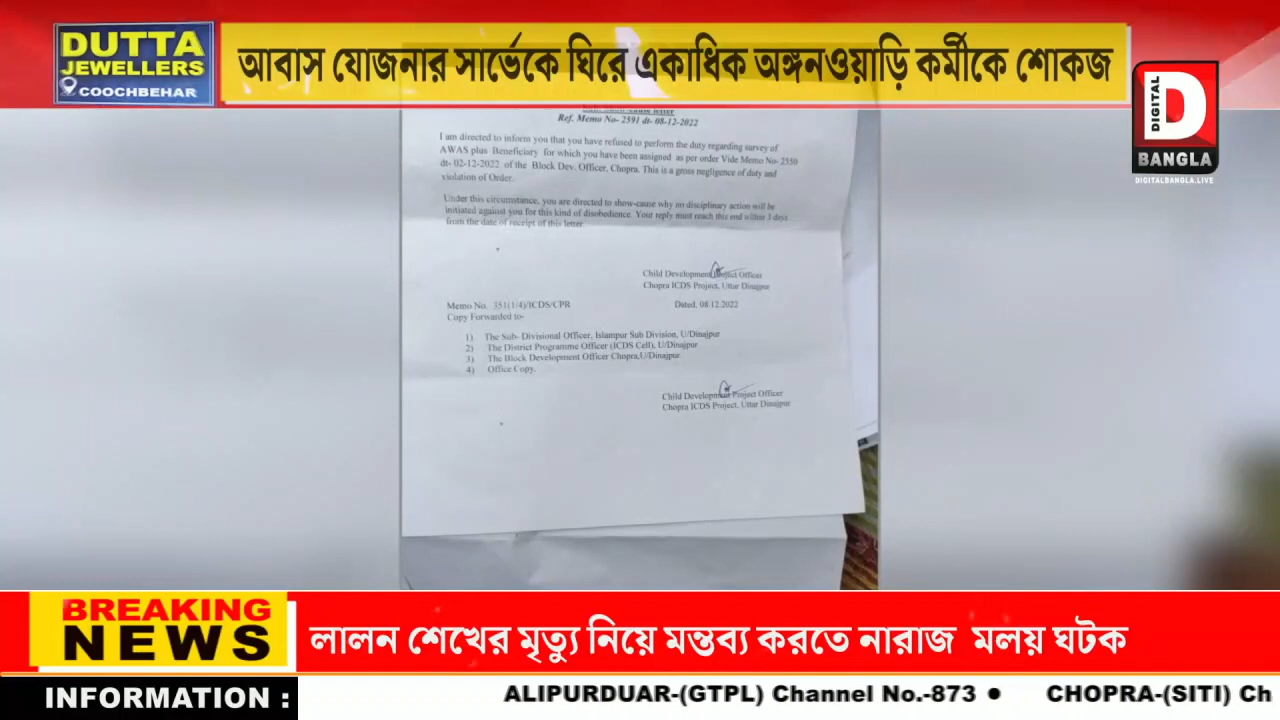 DUTTA
JEWELLERS
COOCHBEHAR
আবাস যোজনার সার্ভেকে ঘিরে একাধিক অঙ্গনওয়াড়ি কর্মীকে শোকজ
DIGITAL
BANGLA
DIGITALBANGLA.LIVE
Ref. Memo No- 2591 dt- 08-12-2022
I am directed to inform you that you have refused to perform the duty regarding survey of
AWAS plus Beneficiary for which you have been assigned as per order Vide Memo No- 2550
dt- 02-12-2022 of the Block Dev. Officer, Chopra. This is a gross negligence of duty and
violation of Order.
Under this circumstance, you are directed to show-cause why no disciplinary action will be
initiated against you for this kind of disobedience. Your reply must reach this end within 3 days
from the date of receipt of this letter.
Child Development Project Officer
Chopra ICDS Project, Uttar Dinajpur
Memo No. 351(1/4)/ICDS/CPR Dated, 08.12.2022
Copy Forwarded to-
1) The Sub- Divisional Officer, Islampur Sub Division, U/Dinajpur
2) The District Programme Officer (ICDS Cell), U/Dinajpur
3) The Block Development Officer Chopra,U/Dinajpur
4) Office Copy.
Child Development Project Officer
Chopra ICDS Project, Uttar Dinajpur
BREAKING
NEWS
লালন শেখের মৃত্যু নিয়ে মন্তব্য করতে নারাজ মলয় ঘটক
INFORMATION :
ALIPURDUAR-(GTPL) Channel No.-873 ● CHOPRA-(SITI) Ch